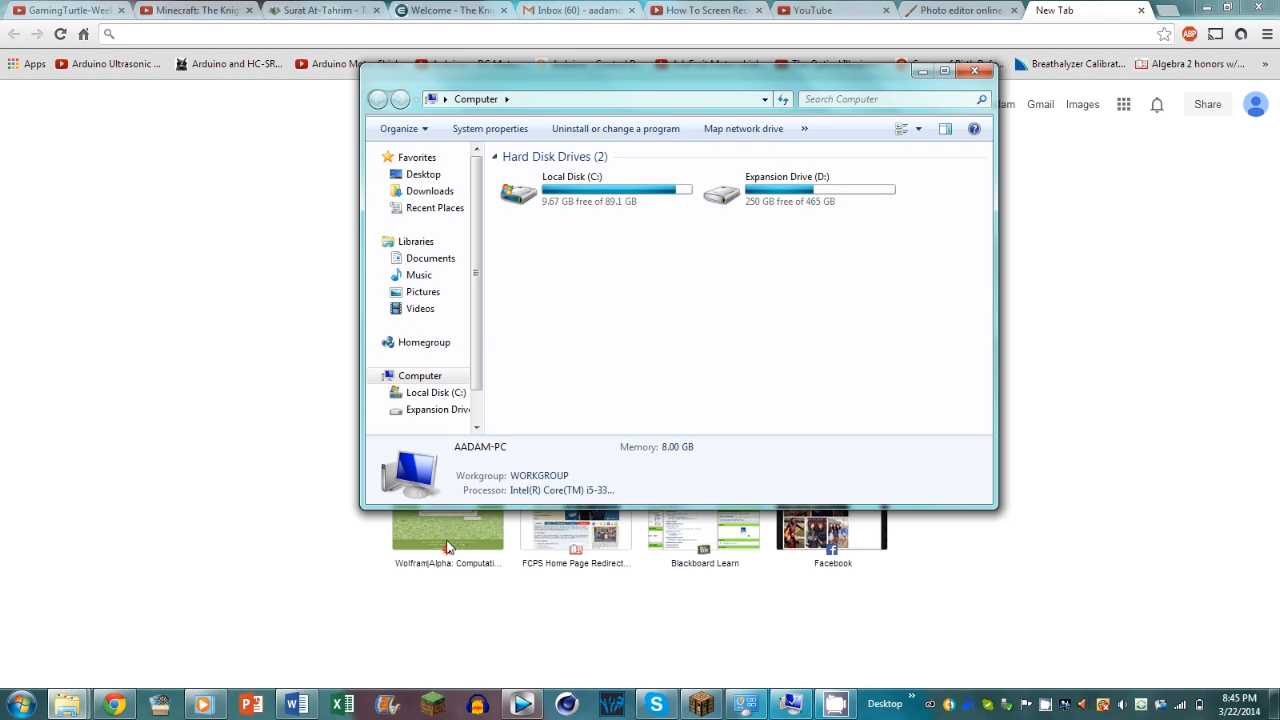 GamingTurtle-Wee
Minecraft: The Knig
Surat At-Tahrim - T
Welcome - The Kni
Inbox (60) - aadamd
How To Screen Rec
YouTube
Photo editor online
New Tab
Apps
Arduino Ultrasonic ...
Arduino and HC-SR...
Breathalyzer Calibrat...
Algebra 2 honors w/...
Gmail
Images
Share
Computer
Search Computer
Organize
System properties
Uninstall or change a program
Map network drive
»
Favorites
Desktop
Downloads
Recent Places
Libraries
Documents
Music
Pictures
Videos
Homegroup
Computer
Local Disk (C:)
Expansion Driv
Hard Disk Drives (2)
Local Disk (C:)
9.67 GB free of 89.1 GB
Expansion Drive (D:)
250 GB free of 465 GB
AADAM-PC
Memory: 8.00 GB
Workgroup: WORKGROUP
Processor: Intel(R) Core(TM) i5-33...
Wolfram|Alpha: Computati...
FCPS Home Page Redirect...
Blackboard Learn
Facebook
Desktop
8:45 PM
3/22/2014